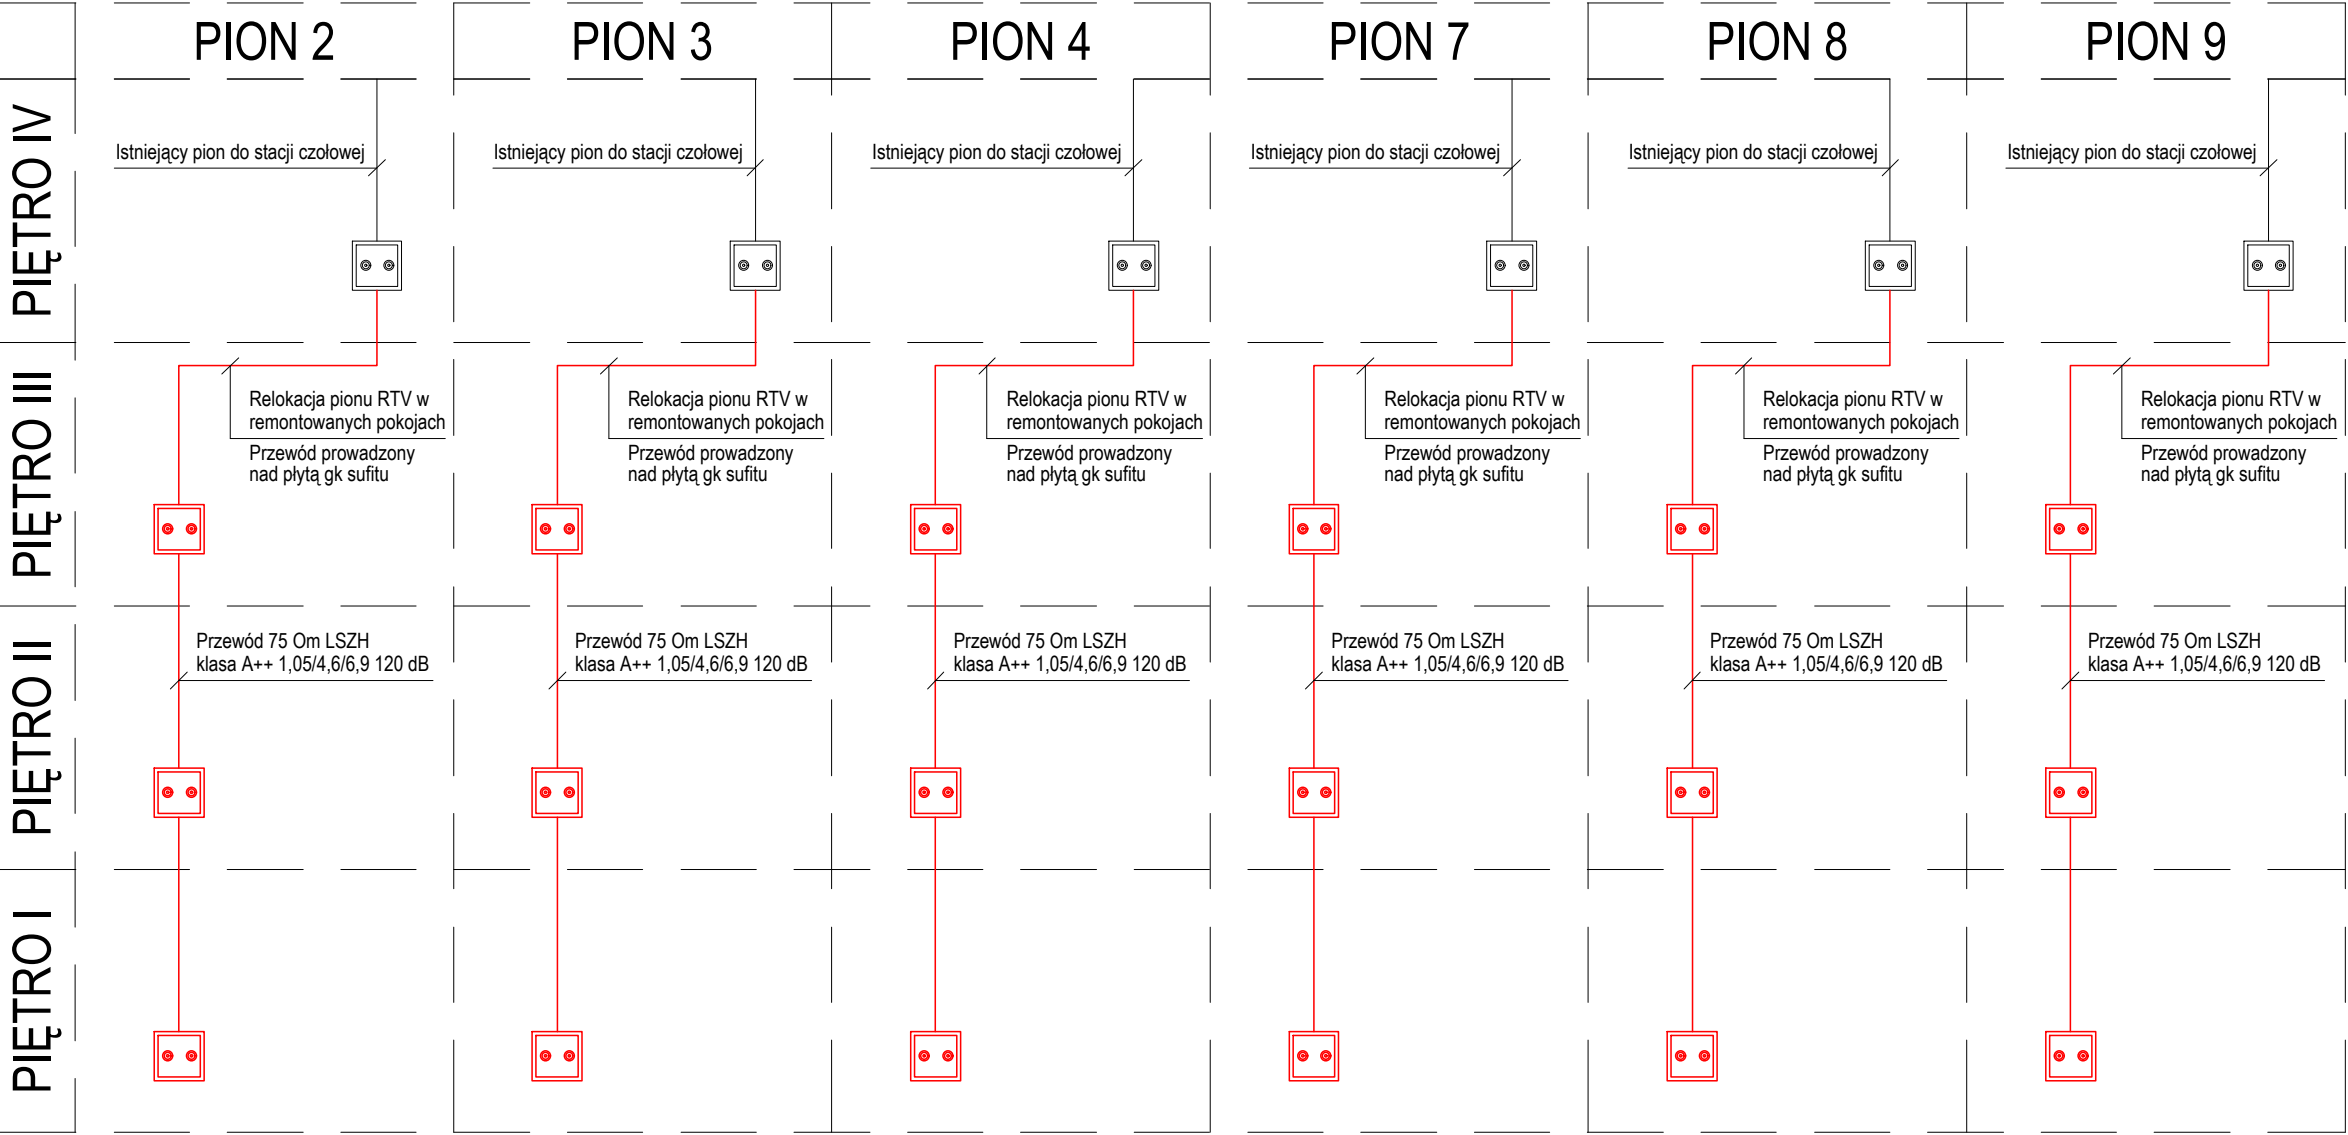 PION 2
PION 3
PION 4
PION 7
PION 8
PION 9
PIĘTRO IV
Istniejący pion do stacji czołowej
Istniejący pion do stacji czołowej
Istniejący pion do stacji czołowej
Istniejący pion do stacji czołowej
Istniejący pion do stacji czołowej
Istniejący pion do stacji czołowej
PIĘTRO III
Relokacja pionu RTV w
remontowanych pokojach
Przewód prowadzony
nad płytą gk sufitu
Relokacja pionu RTV w
remontowanych pokojach
Przewód prowadzony
nad płytą gk sufitu
Relokacja pionu RTV w
remontowanych pokojach
Przewód prowadzony
nad płytą gk sufitu
Relokacja pionu RTV w
remontowanych pokojach
Przewód prowadzony
nad płytą gk sufitu
Relokacja pionu RTV w
remontowanych pokojach
Przewód prowadzony
nad płytą gk sufitu
Relokacja pionu RTV w
remontowanych pokojach
Przewód prowadzony
nad płytą gk sufitu
PIĘTRO II
Przewód 75 Om LSZH
klasa A++ 1,05/4,6/6,9 120 dB
Przewód 75 Om LSZH
klasa A++ 1,05/4,6/6,9 120 dB
Przewód 75 Om LSZH
klasa A++ 1,05/4,6/6,9 120 dB
Przewód 75 Om LSZH
klasa A++ 1,05/4,6/6,9 120 dB
Przewód 75 Om LSZH
klasa A++ 1,05/4,6/6,9 120 dB
Przewód 75 Om LSZH
klasa A++ 1,05/4,6/6,9 120 dB
PIĘTRO I